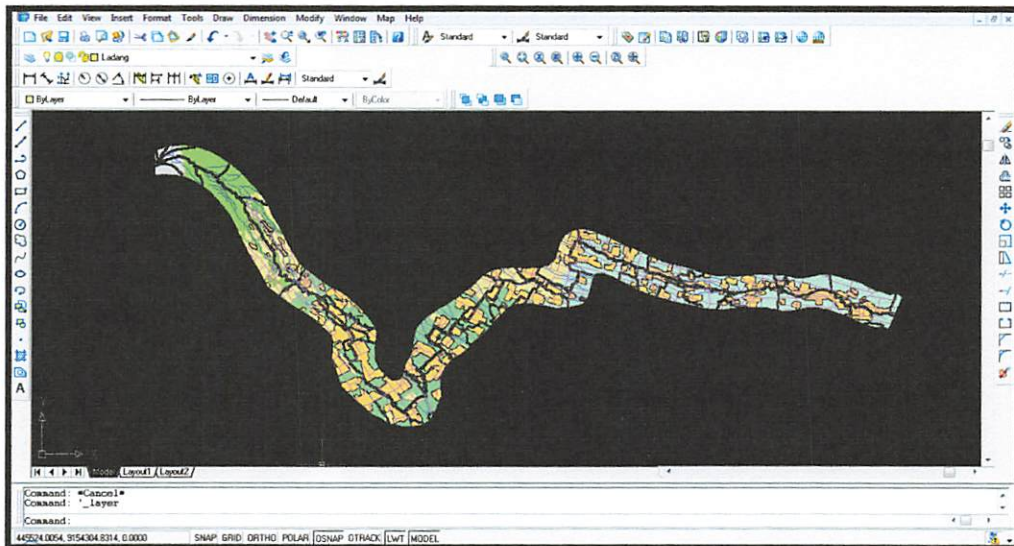 File Edit View Insert Format Tools Draw Dimension Modify Window Map Help
Standard Standard
Ladang
Standard
ByLayer ByLayer Default ByColor
A
Model Layout1 Layout2
Command: *Cancel*
Command: '_layer
Command:
445524.0054, 9154304.8314, 0.0000 SNAP GRID ORTHO POLAR OSNAP OTRACK LWT MODEL